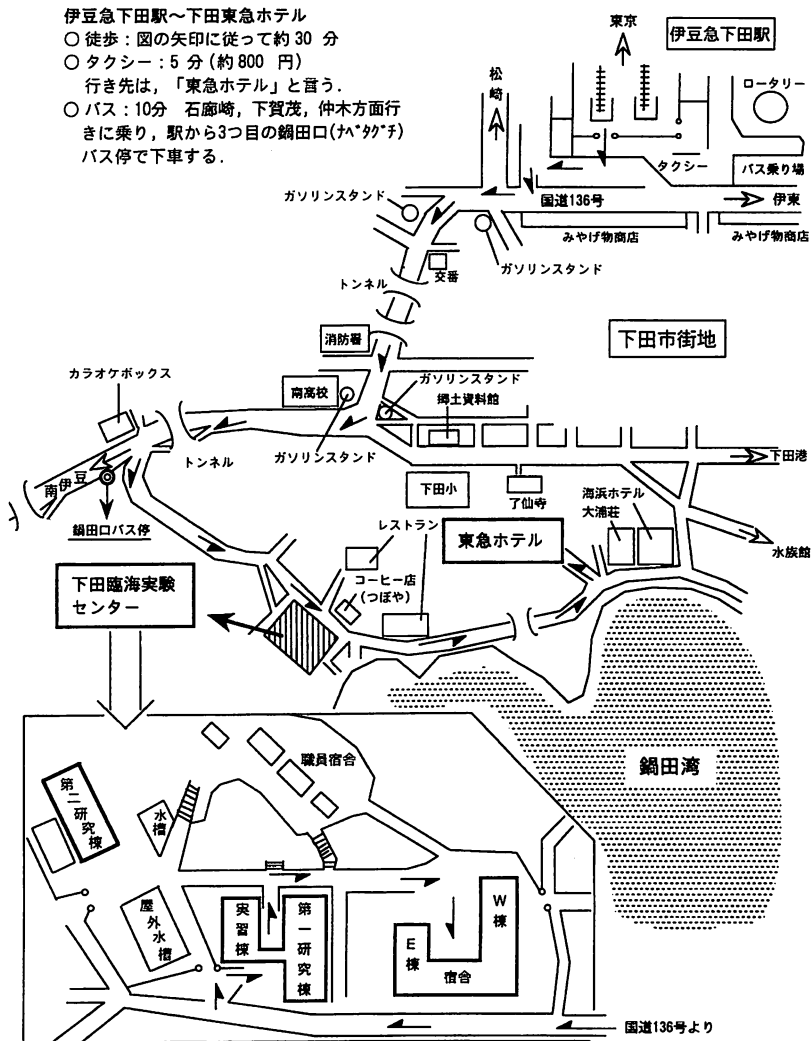 伊豆急下田駅～下田東急ホテル
○ 徒歩：図の矢印に従って約30 分
○ タクシー：5 分 (約800 円)
行き先は，「東急ホテル」と言う．
○ バス：10分 石廊崎，下賀茂，仲木方面行
きに乗り，駅から3つ目の鍋田口(ﾅﾍﾞﾀｸﾞﾁ)
バス停で下車する．
東京
伊豆急下田駅
松崎
ロータリー
タクシー
バス乗り場
ガソリンスタンド
国道136号
伊東
みやげ物商店
みやげ物商店
交番
ガソリンスタンド
トンネル
消防署
下田市街地
カラオケボックス
南高校
ガソリンスタンド
郷土資料館
トンネル
ガソリンスタンド
下田港
南伊豆
下田小
了仙寺
鍋田口バス停
レストラン
東急ホテル
海浜ホテル
大浦荘
水族館
下田臨海実験
センター
コーヒー店
(つぼや)
鍋田湾
職員宿舎
第二研究棟
水槽
屋外水槽
実習棟
第一研究棟
W棟
E棟
宿舎
国道136号より